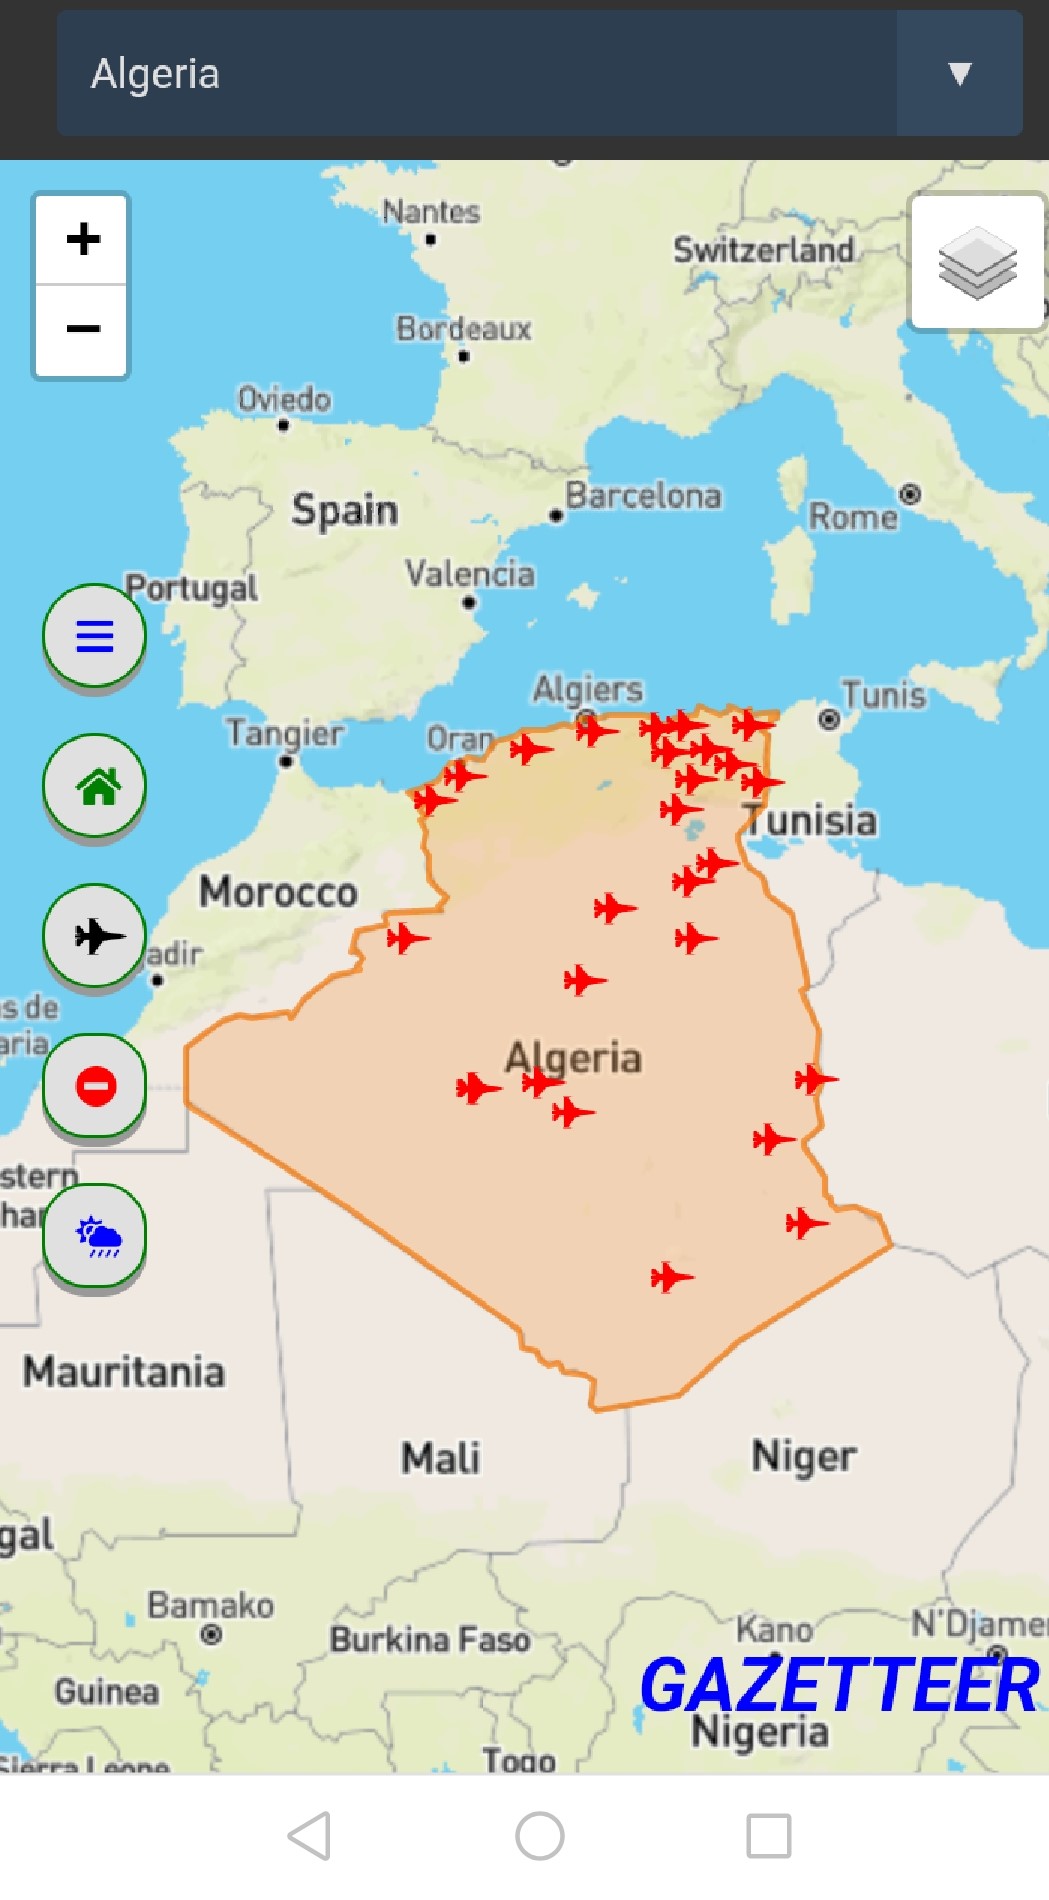 Algeria
▼
+
−
Nantes
Switzerland
Bordeaux
Oviedo
Spain
Barcelona
Rome
Valencia
Portugal
Algiers
Tunis
Tangier
Oran
Tunisia
Morocco
adir
s de
aria
Algeria
stern
har
Mauritania
Mali
Niger
gal
Bamako
Burkina Faso
Kano
N'Djamer
GAZETTEER
Guinea
Nigeria
Sierra Leone
Togo